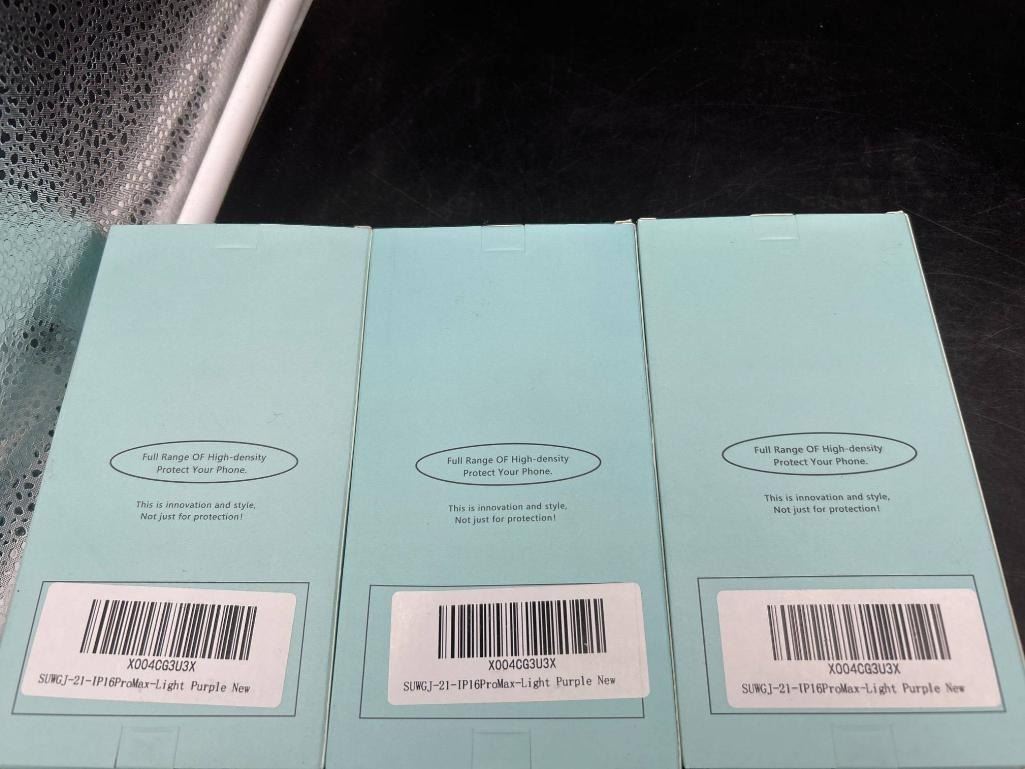 Full Range OF High-density
Protect Your Phone.
This is innovation and style,
Not just for protection!
X004CG3U3X
SUWGJ-21-IP16ProMax-Light Purple New
Full Range OF High-density
Protect Your Phone.
This is innovation and style,
Not just for protection!
X004CG3U3X
SUWGJ-21-IP16ProMax-Light Purple New
Full Range OF High-density
Protect Your Phone.
This is innovation and style,
Not just for protection!
X004CG3U3X
SUWGJ-21-IP16ProMax-Light Purple New